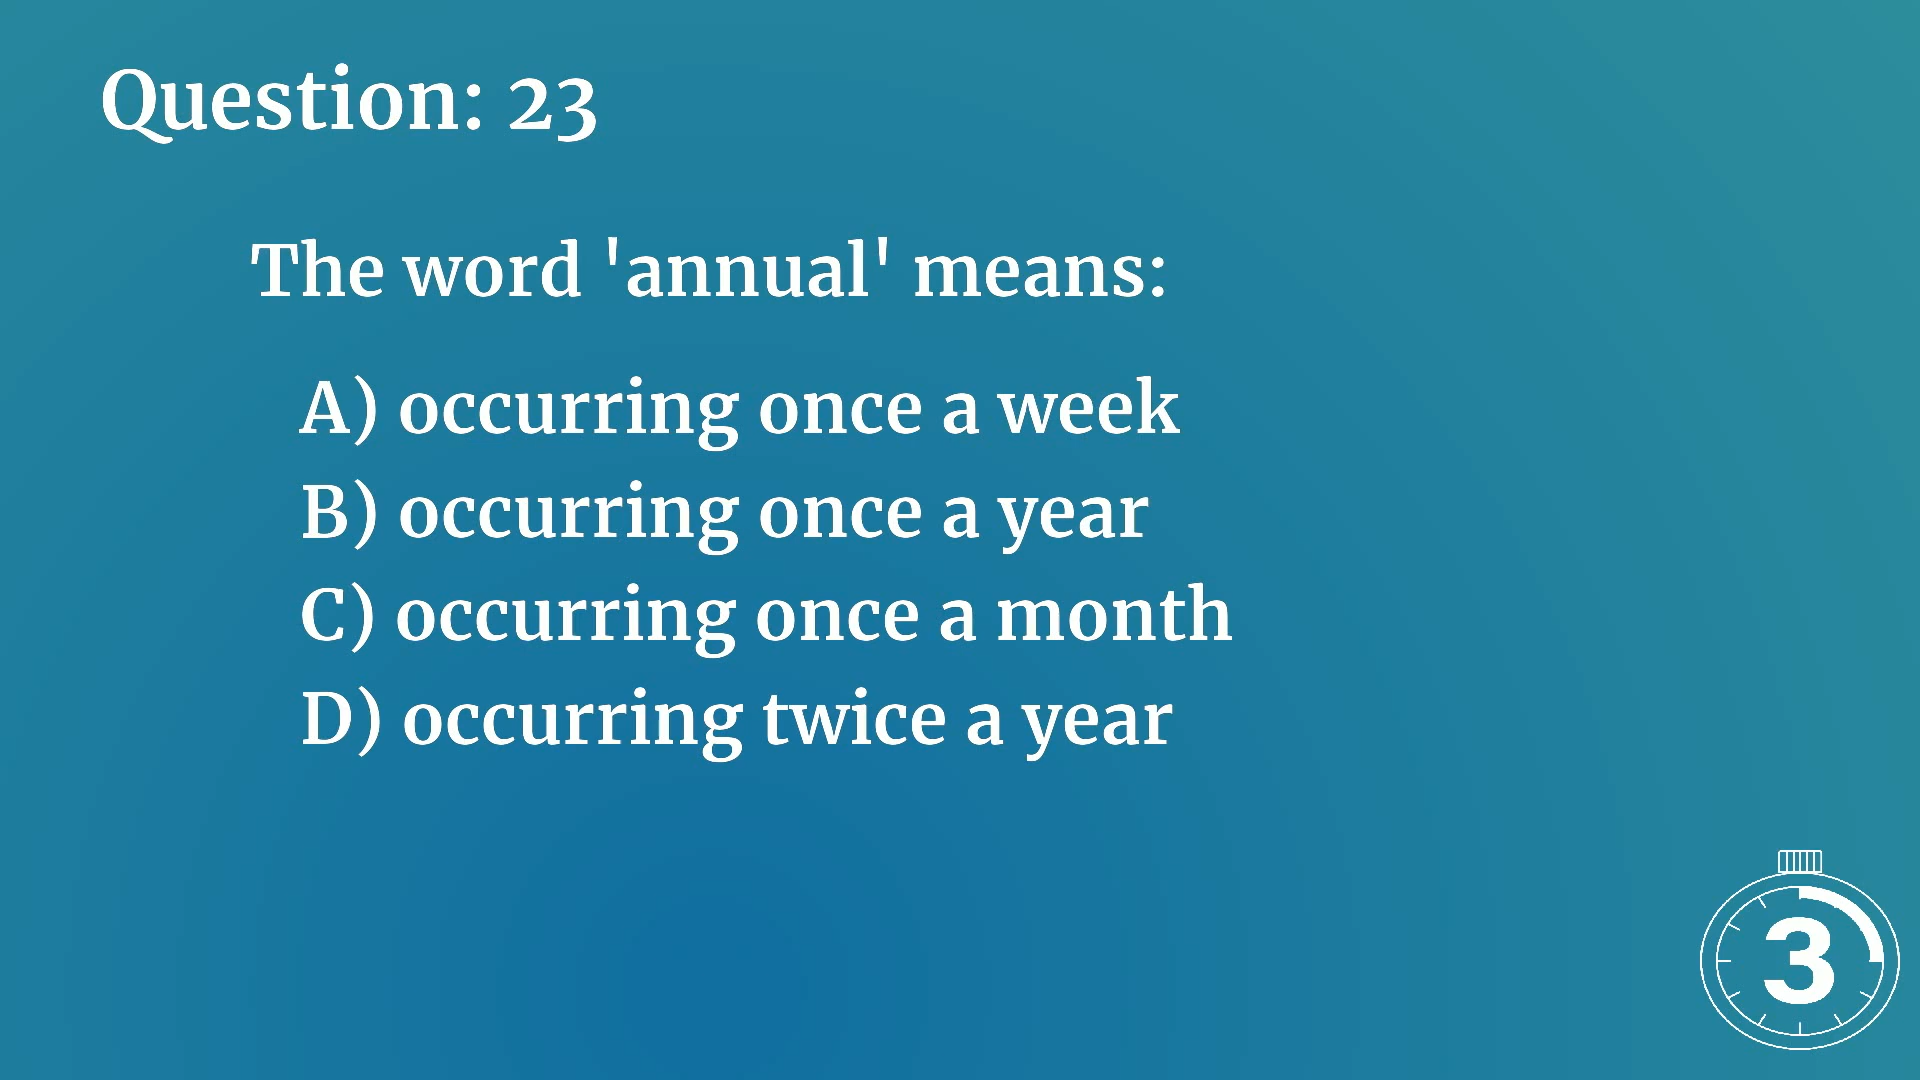 Question: 23
The word 'annual' means:
A) occurring once a week
B) occurring once a year
C) occurring once a month
D) occurring twice a year
3